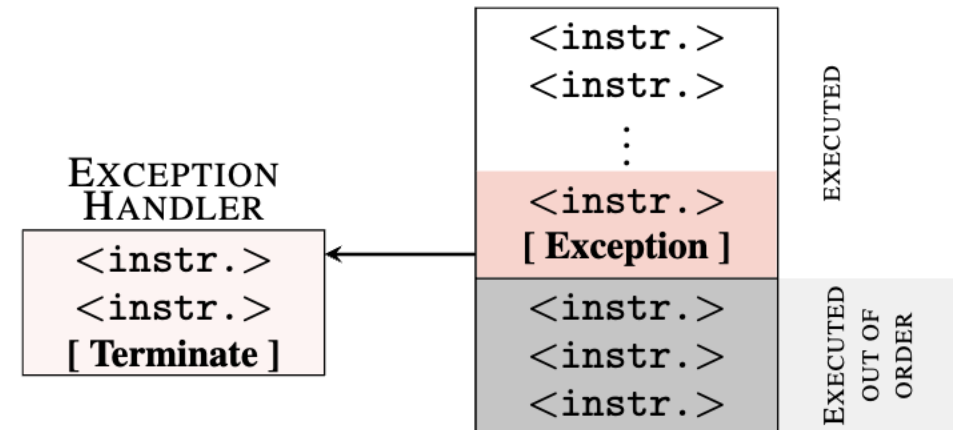 <instr.>
<instr.>
⋮
<instr.>
[ Exception ]
EXECUTED
EXCEPTION
HANDLER
<instr.>
<instr.>
[ Terminate ]
<instr.>
<instr.>
<instr.>
EXECUTED
OUT OF
ORDER